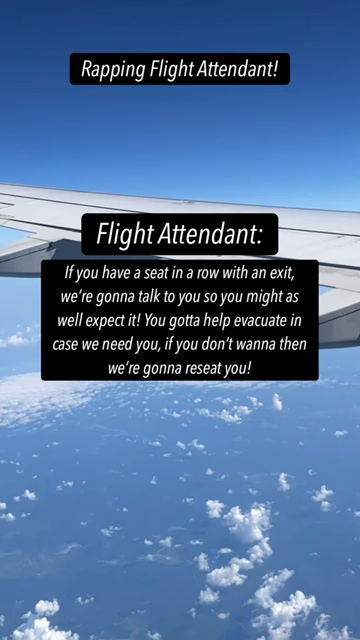 Rapping Flight Attendant!
Flight Attendant:
If you have a seat in a row with an exit,
we're gonna talk to you so you might as
well expect it! You gotta help evacuate in
case we need you, if you don't wanna then
we're gonna reseat you!